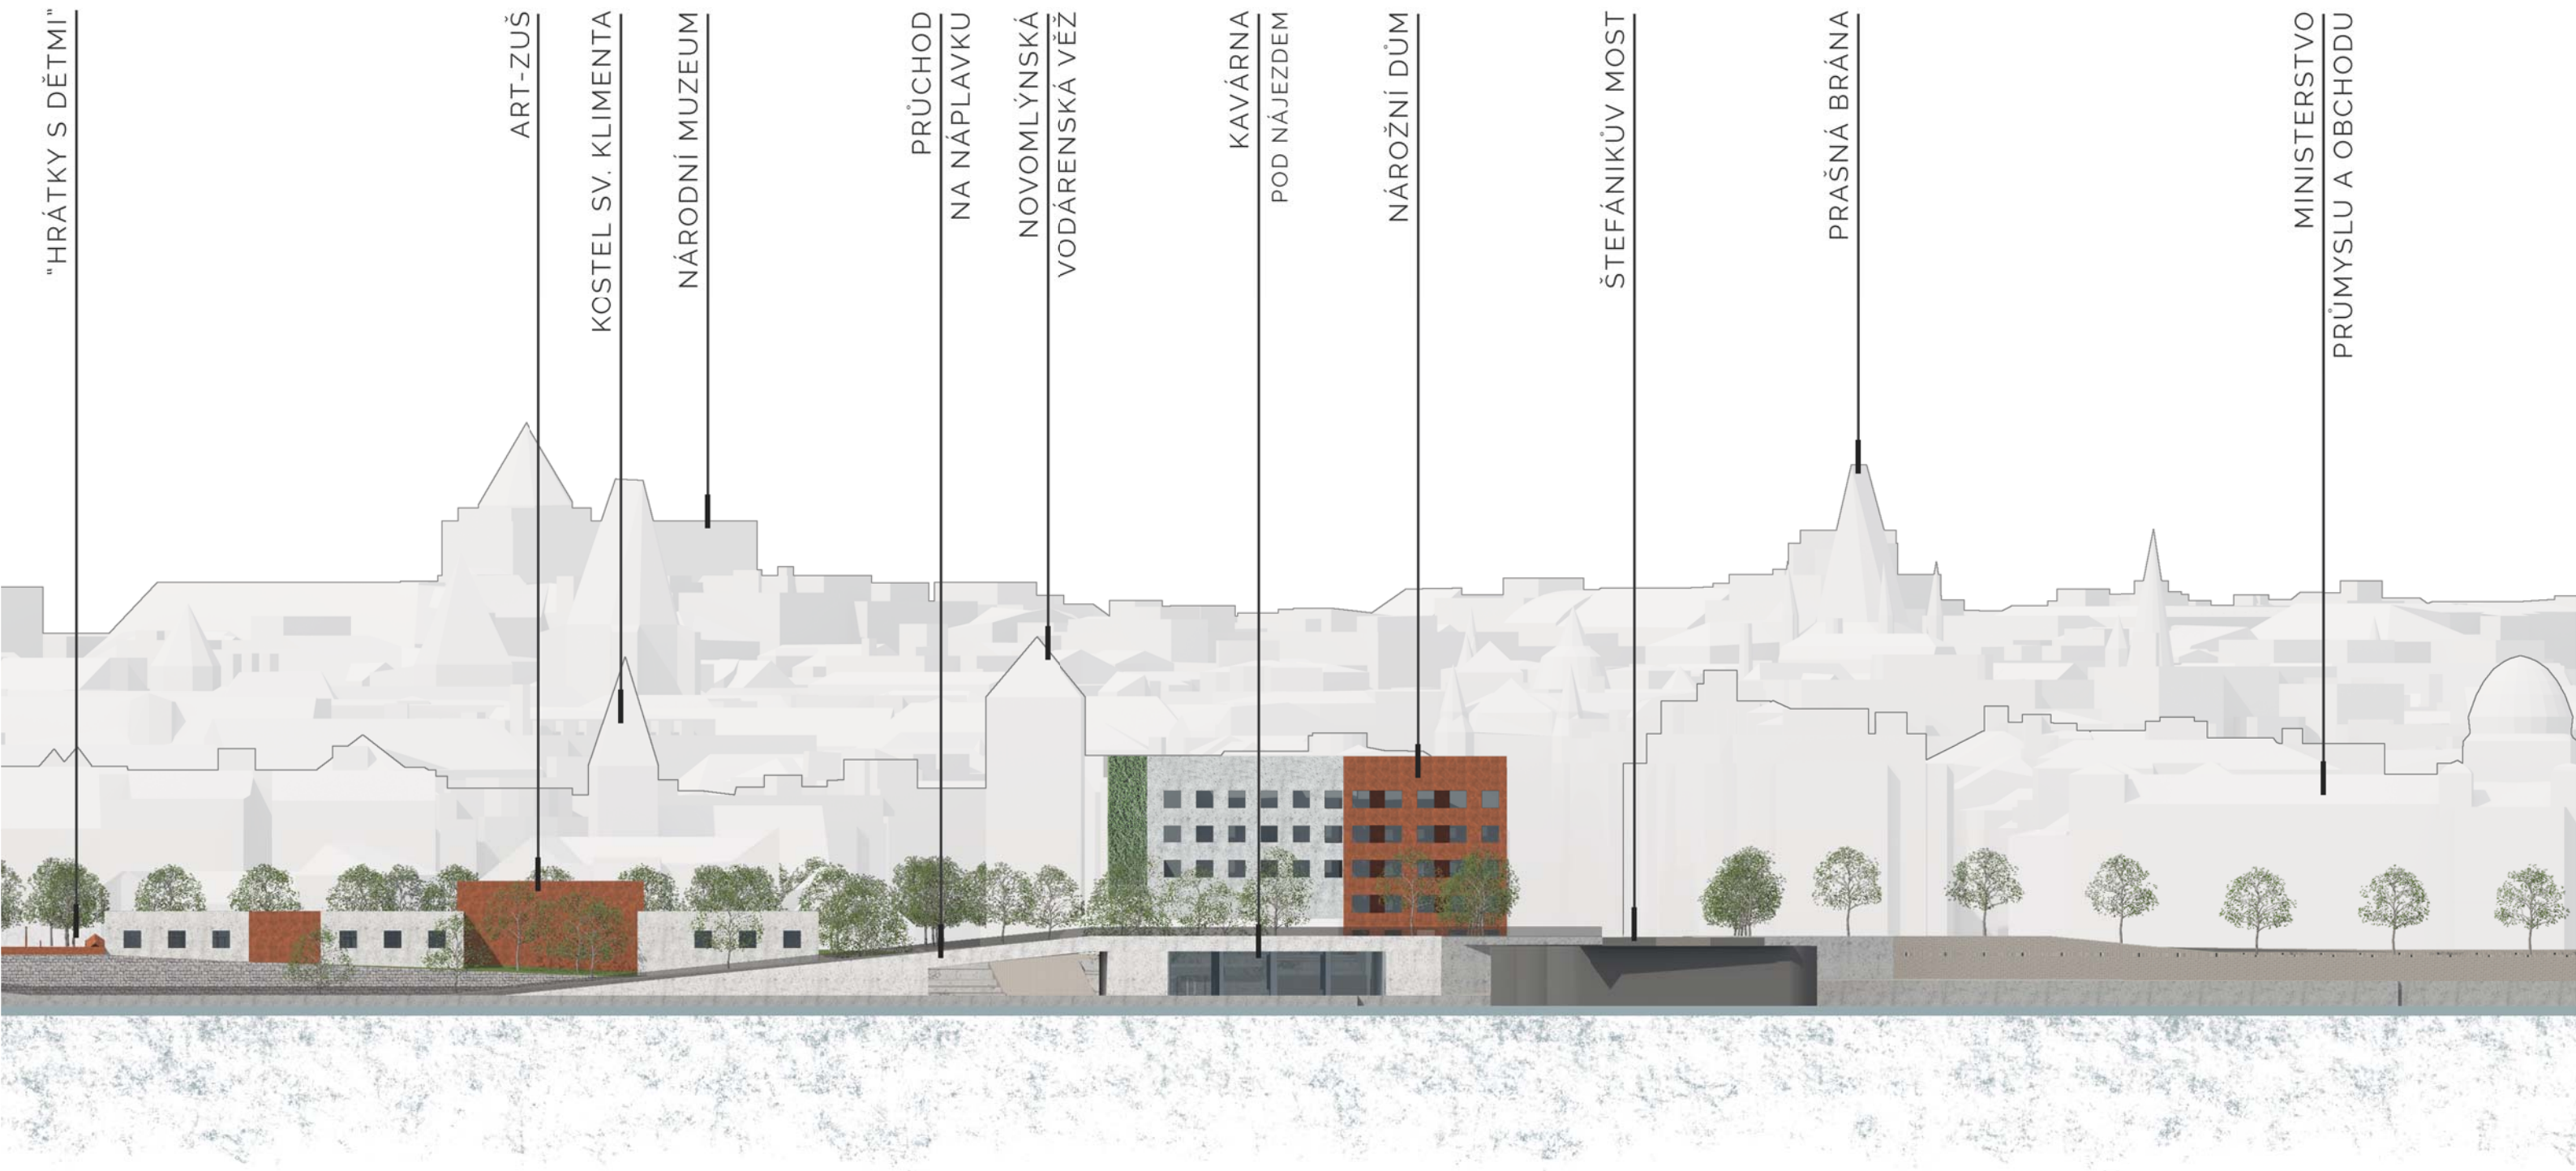 "HRÁTKY S DĚTMI"
ART-ZUŠ
KOSTEL SV. KLIMENTA
NÁRODNÍ MUZEUM
PRŮCHOD
NA NÁPLAVKU
NOVOMLÝNSKÁ
VODÁRENSKÁ VĚŽ
KAVÁRNA
POD NÁJEZDEM
NÁROŽNÍ DŮM
ŠTEFÁNIKŮV MOST
PRAŠNÁ BRÁNA
MINISTERSTVO
PRŮMYSLU A OBCHODU